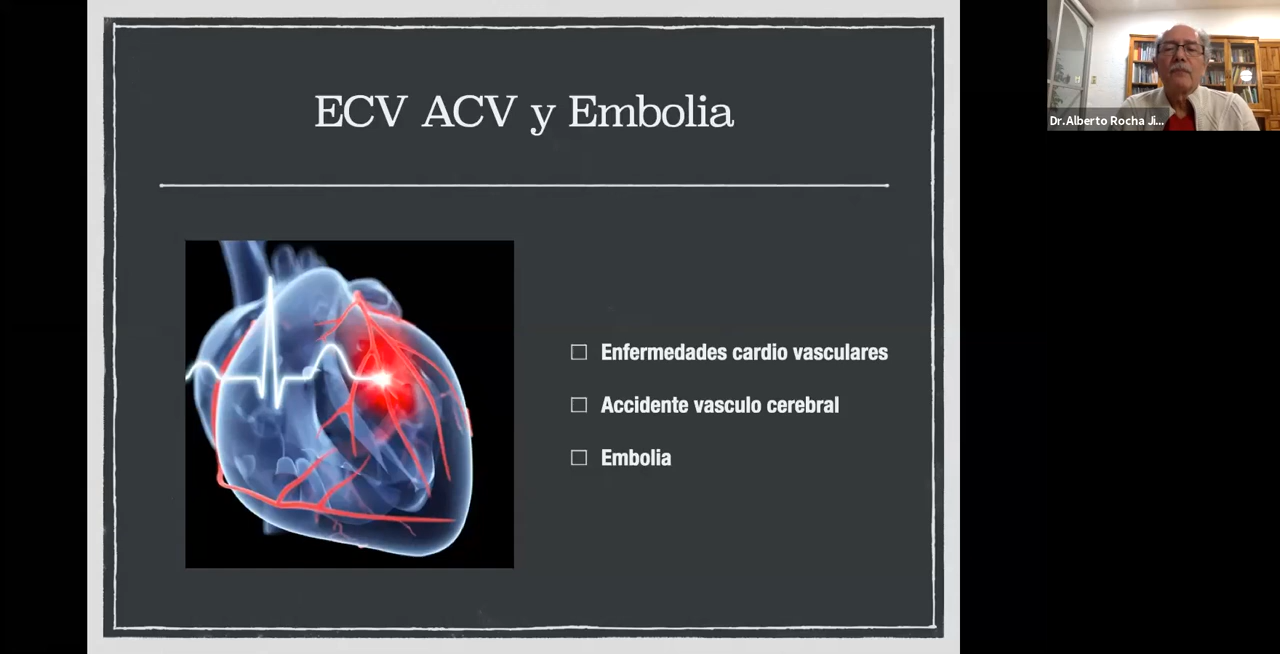 ECV ACV y Embolia
Enfermedades cardio vasculares
Accidente vasculo cerebral
Embolia
Dr.Alberto Rocha Ji...